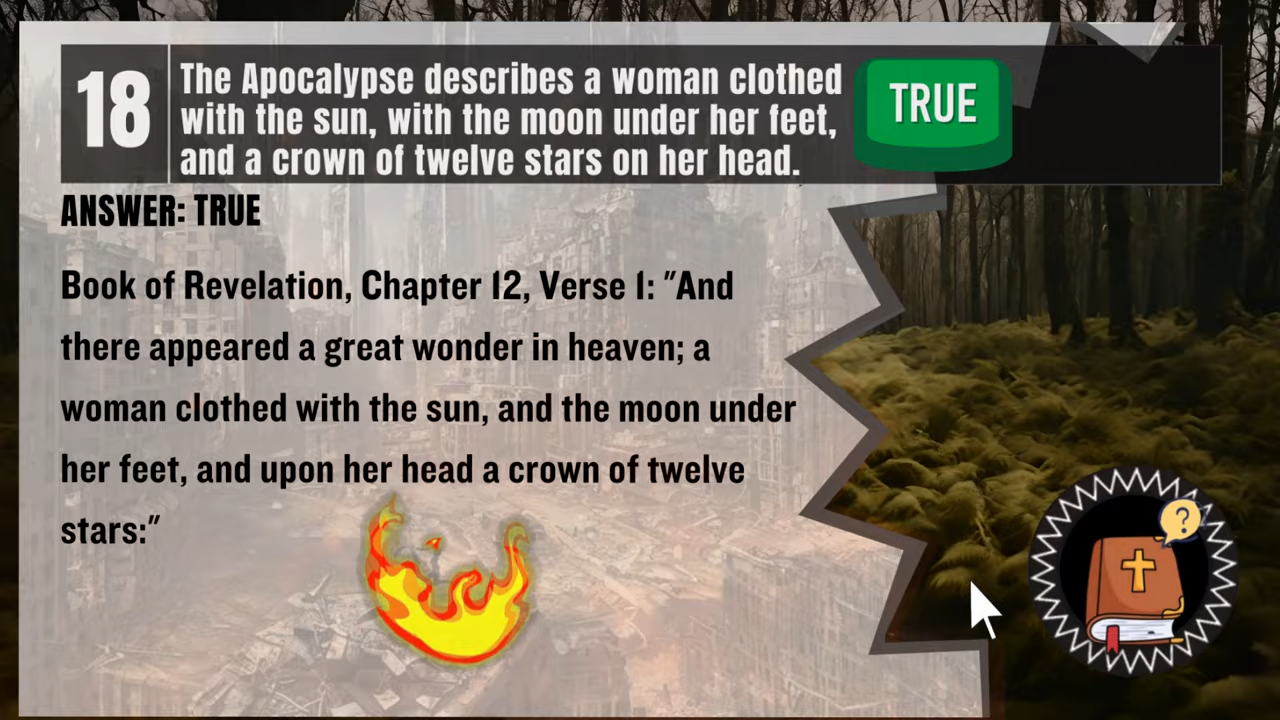 18
The Apocalypse describes a woman clothed
with the sun, with the moon under her feet,
and a crown of twelve stars on her head.
TRUE
ANSWER: TRUE
Book of Revelation, Chapter 12, Verse 1: "And
there appeared a great wonder in heaven; a
woman clothed with the sun, and the moon under
her feet, and upon her head a crown of twelve
stars:"
?